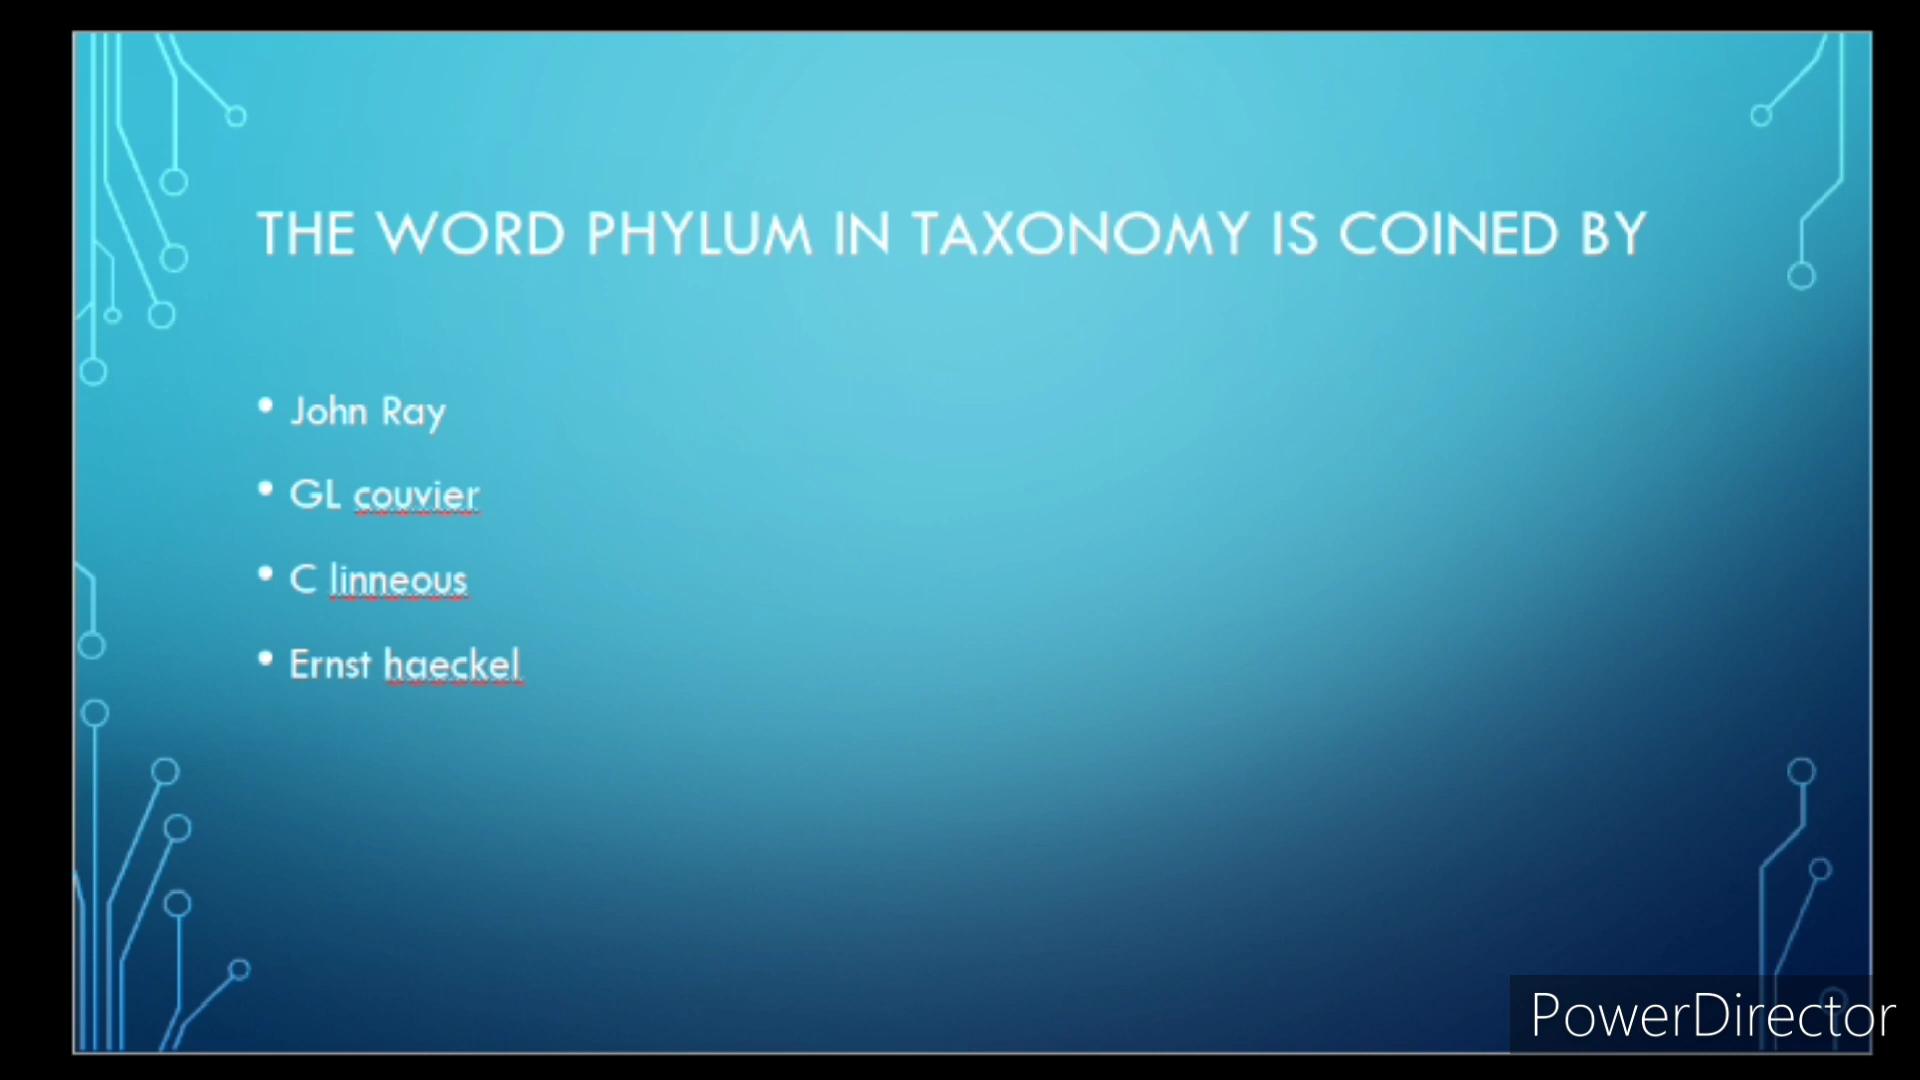 THE WORD PHYLUM IN TAXONOMY IS COINED BY
• John Ray
• GL couvier
• C linneous
• Ernst haeckel
PowerDirector